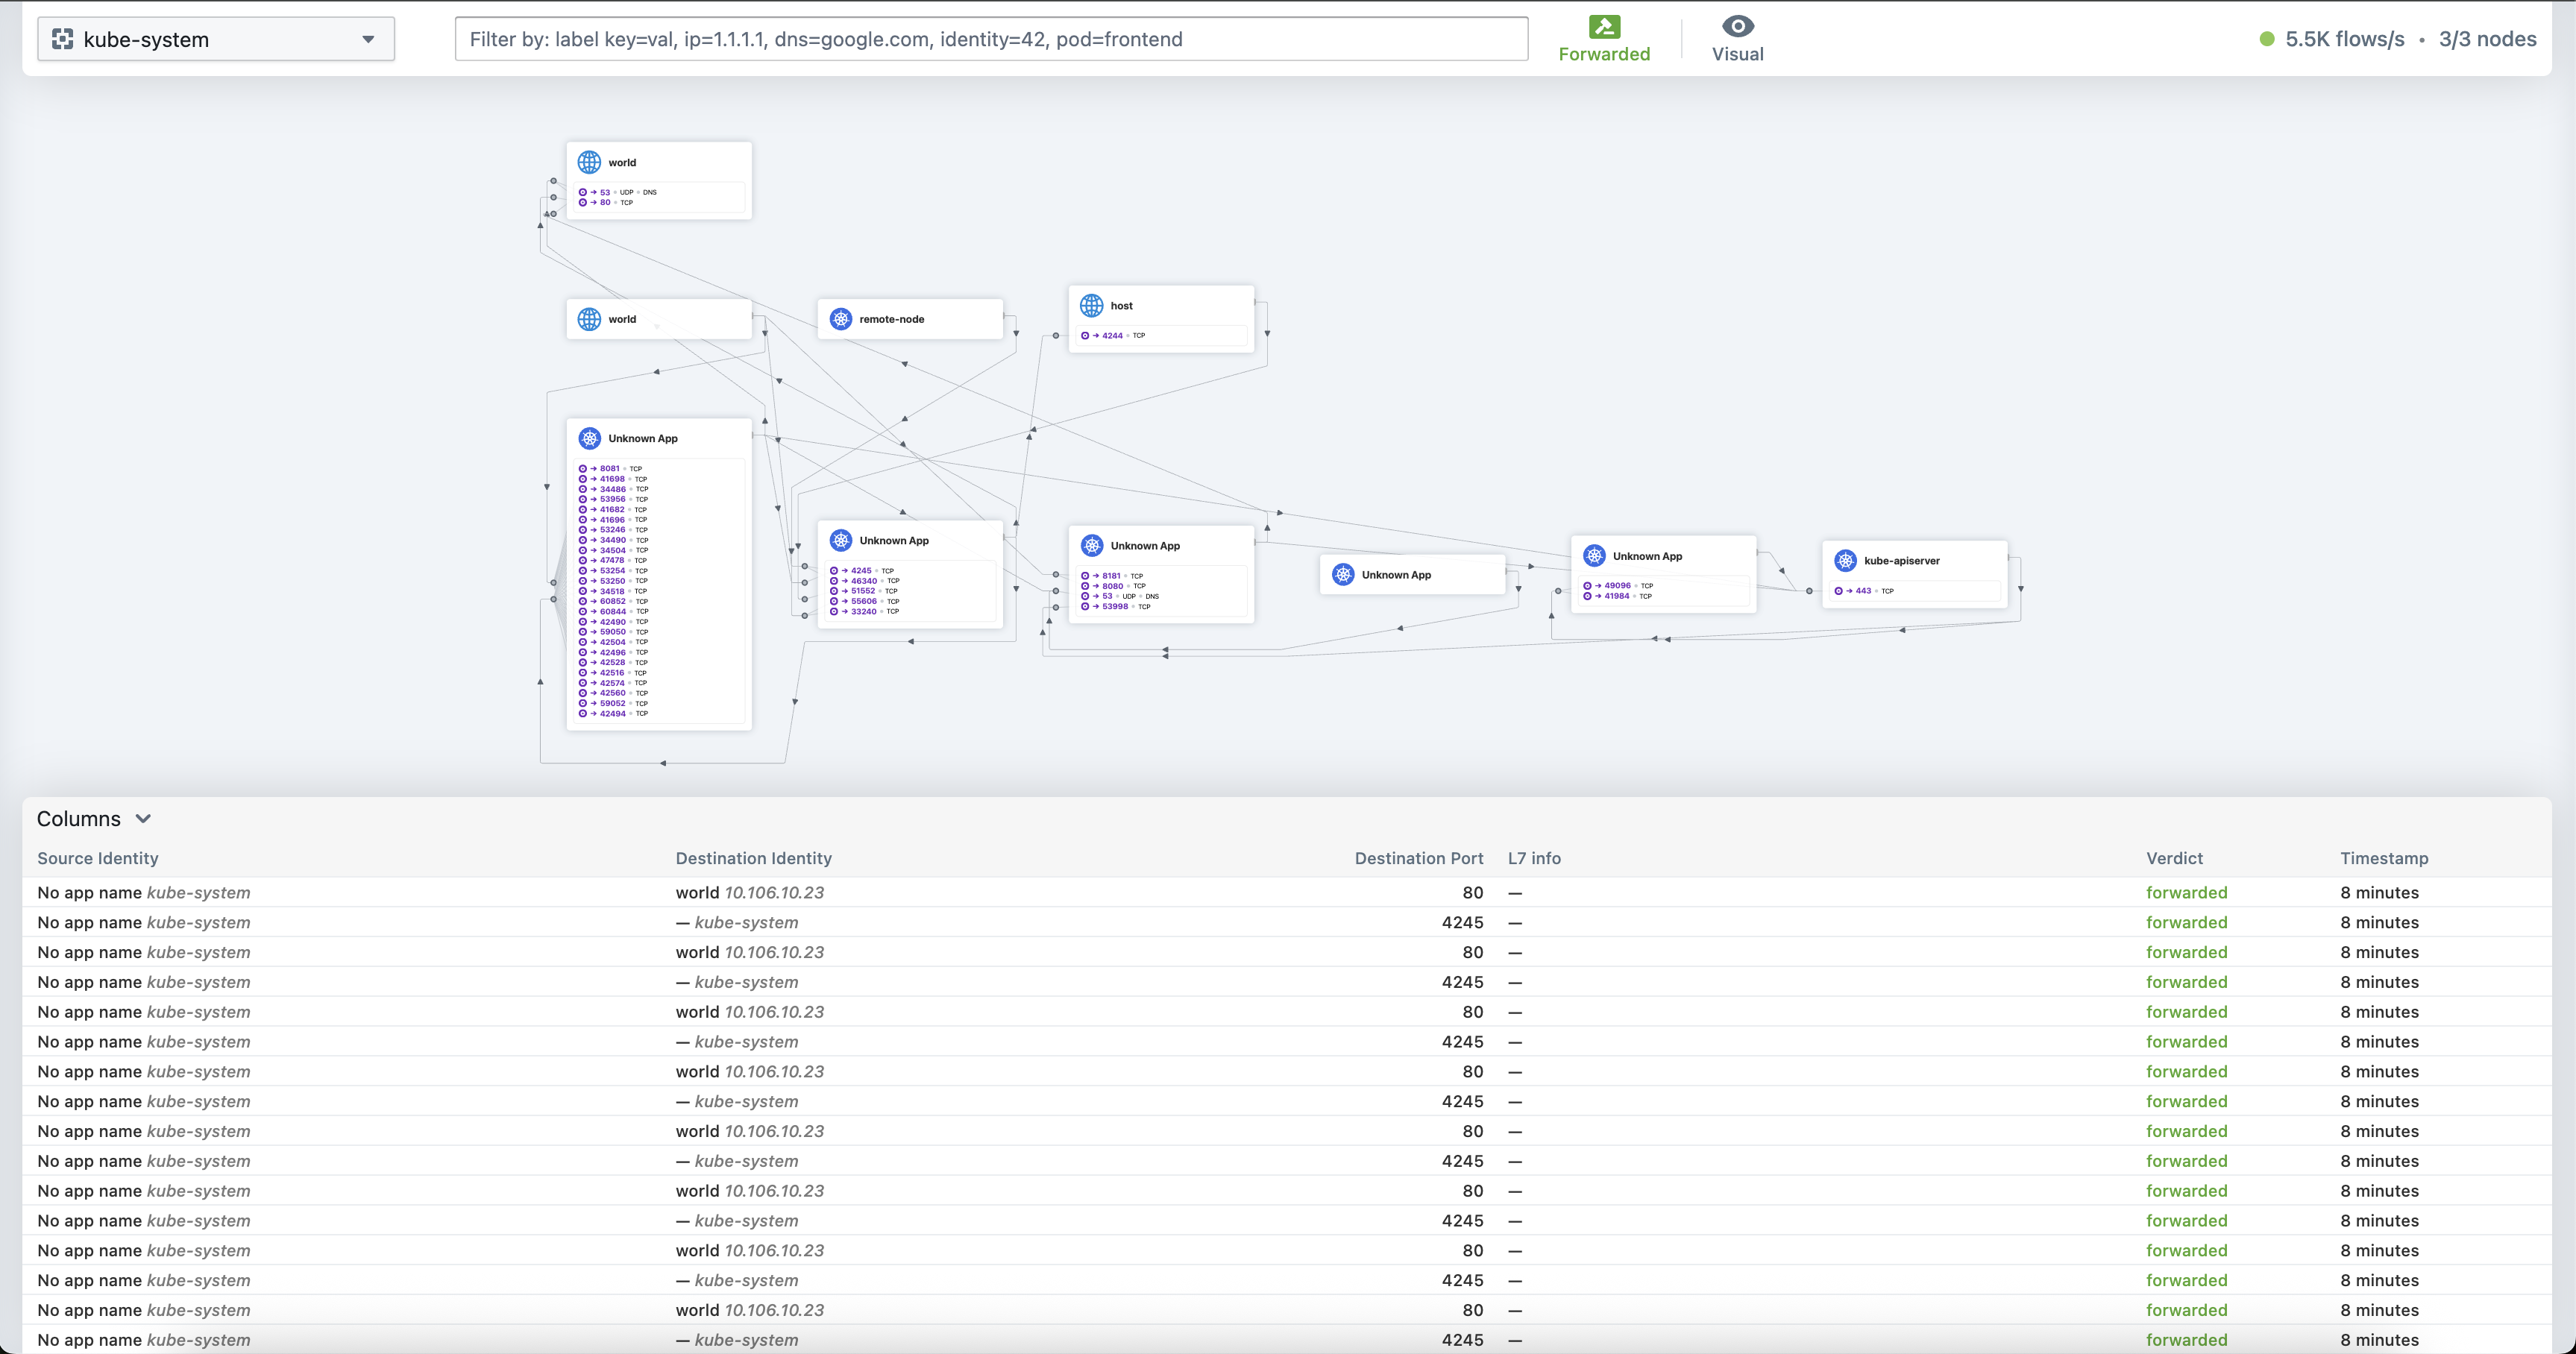 kube-system
Filter by: label key=val, ip=1.1.1.1, dns=google.com, identity=42, pod=frontend
Forwarded
Visual
5.5K flows/s • 3/3 nodes
world
→ 53 • UDP • DNS
→ 80 • TCP
world
remote-node
host
→ 4244 • TCP
Unknown App
→ 8081 • TCP
→ 41698 • TCP
→ 34486 • TCP
→ 53956 • TCP
→ 41682 • TCP
→ 41696 • TCP
→ 53246 • TCP
→ 34490 • TCP
→ 34504 • TCP
→ 47478 • TCP
→ 53254 • TCP
→ 53250 • TCP
→ 34518 • TCP
→ 60852 • TCP
→ 60844 • TCP
→ 42490 • TCP
→ 59050 • TCP
→ 42504 • TCP
→ 42496 • TCP
→ 42528 • TCP
→ 42516 • TCP
→ 42574 • TCP
→ 42560 • TCP
→ 59052 • TCP
→ 42494 • TCP
Unknown App
→ 4245 • TCP
→ 46340 • TCP
→ 51552 • TCP
→ 55606 • TCP
→ 33240 • TCP
Unknown App
→ 8181 • TCP
→ 8080 • TCP
→ 53 • UDP • DNS
→ 53998 • TCP
Unknown App
Unknown App
→ 49096 • TCP
→ 41984 • TCP
kube-apiserver
→ 443 • TCP
Columns
Source Identity Destination Identity Destination Port L7 info Verdict Timestamp
No app name kube-system world 10.106.10.23 80 — forwarded 8 minutes
No app name kube-system — kube-system 4245 — forwarded 8 minutes
No app name kube-system world 10.106.10.23 80 — forwarded 8 minutes
No app name kube-system — kube-system 4245 — forwarded 8 minutes
No app name kube-system world 10.106.10.23 80 — forwarded 8 minutes
No app name kube-system — kube-system 4245 — forwarded 8 minutes
No app name kube-system world 10.106.10.23 80 — forwarded 8 minutes
No app name kube-system — kube-system 4245 — forwarded 8 minutes
No app name kube-system world 10.106.10.23 80 — forwarded 8 minutes
No app name kube-system — kube-system 4245 — forwarded 8 minutes
No app name kube-system world 10.106.10.23 80 — forwarded 8 minutes
No app name kube-system — kube-system 4245 — forwarded 8 minutes
No app name kube-system world 10.106.10.23 80 — forwarded 8 minutes
No app name kube-system — kube-system 4245 — forwarded 8 minutes
No app name kube-system world 10.106.10.23 80 — forwarded 8 minutes
No app name kube-system — kube-system 4245 — forwarded 8 minutes